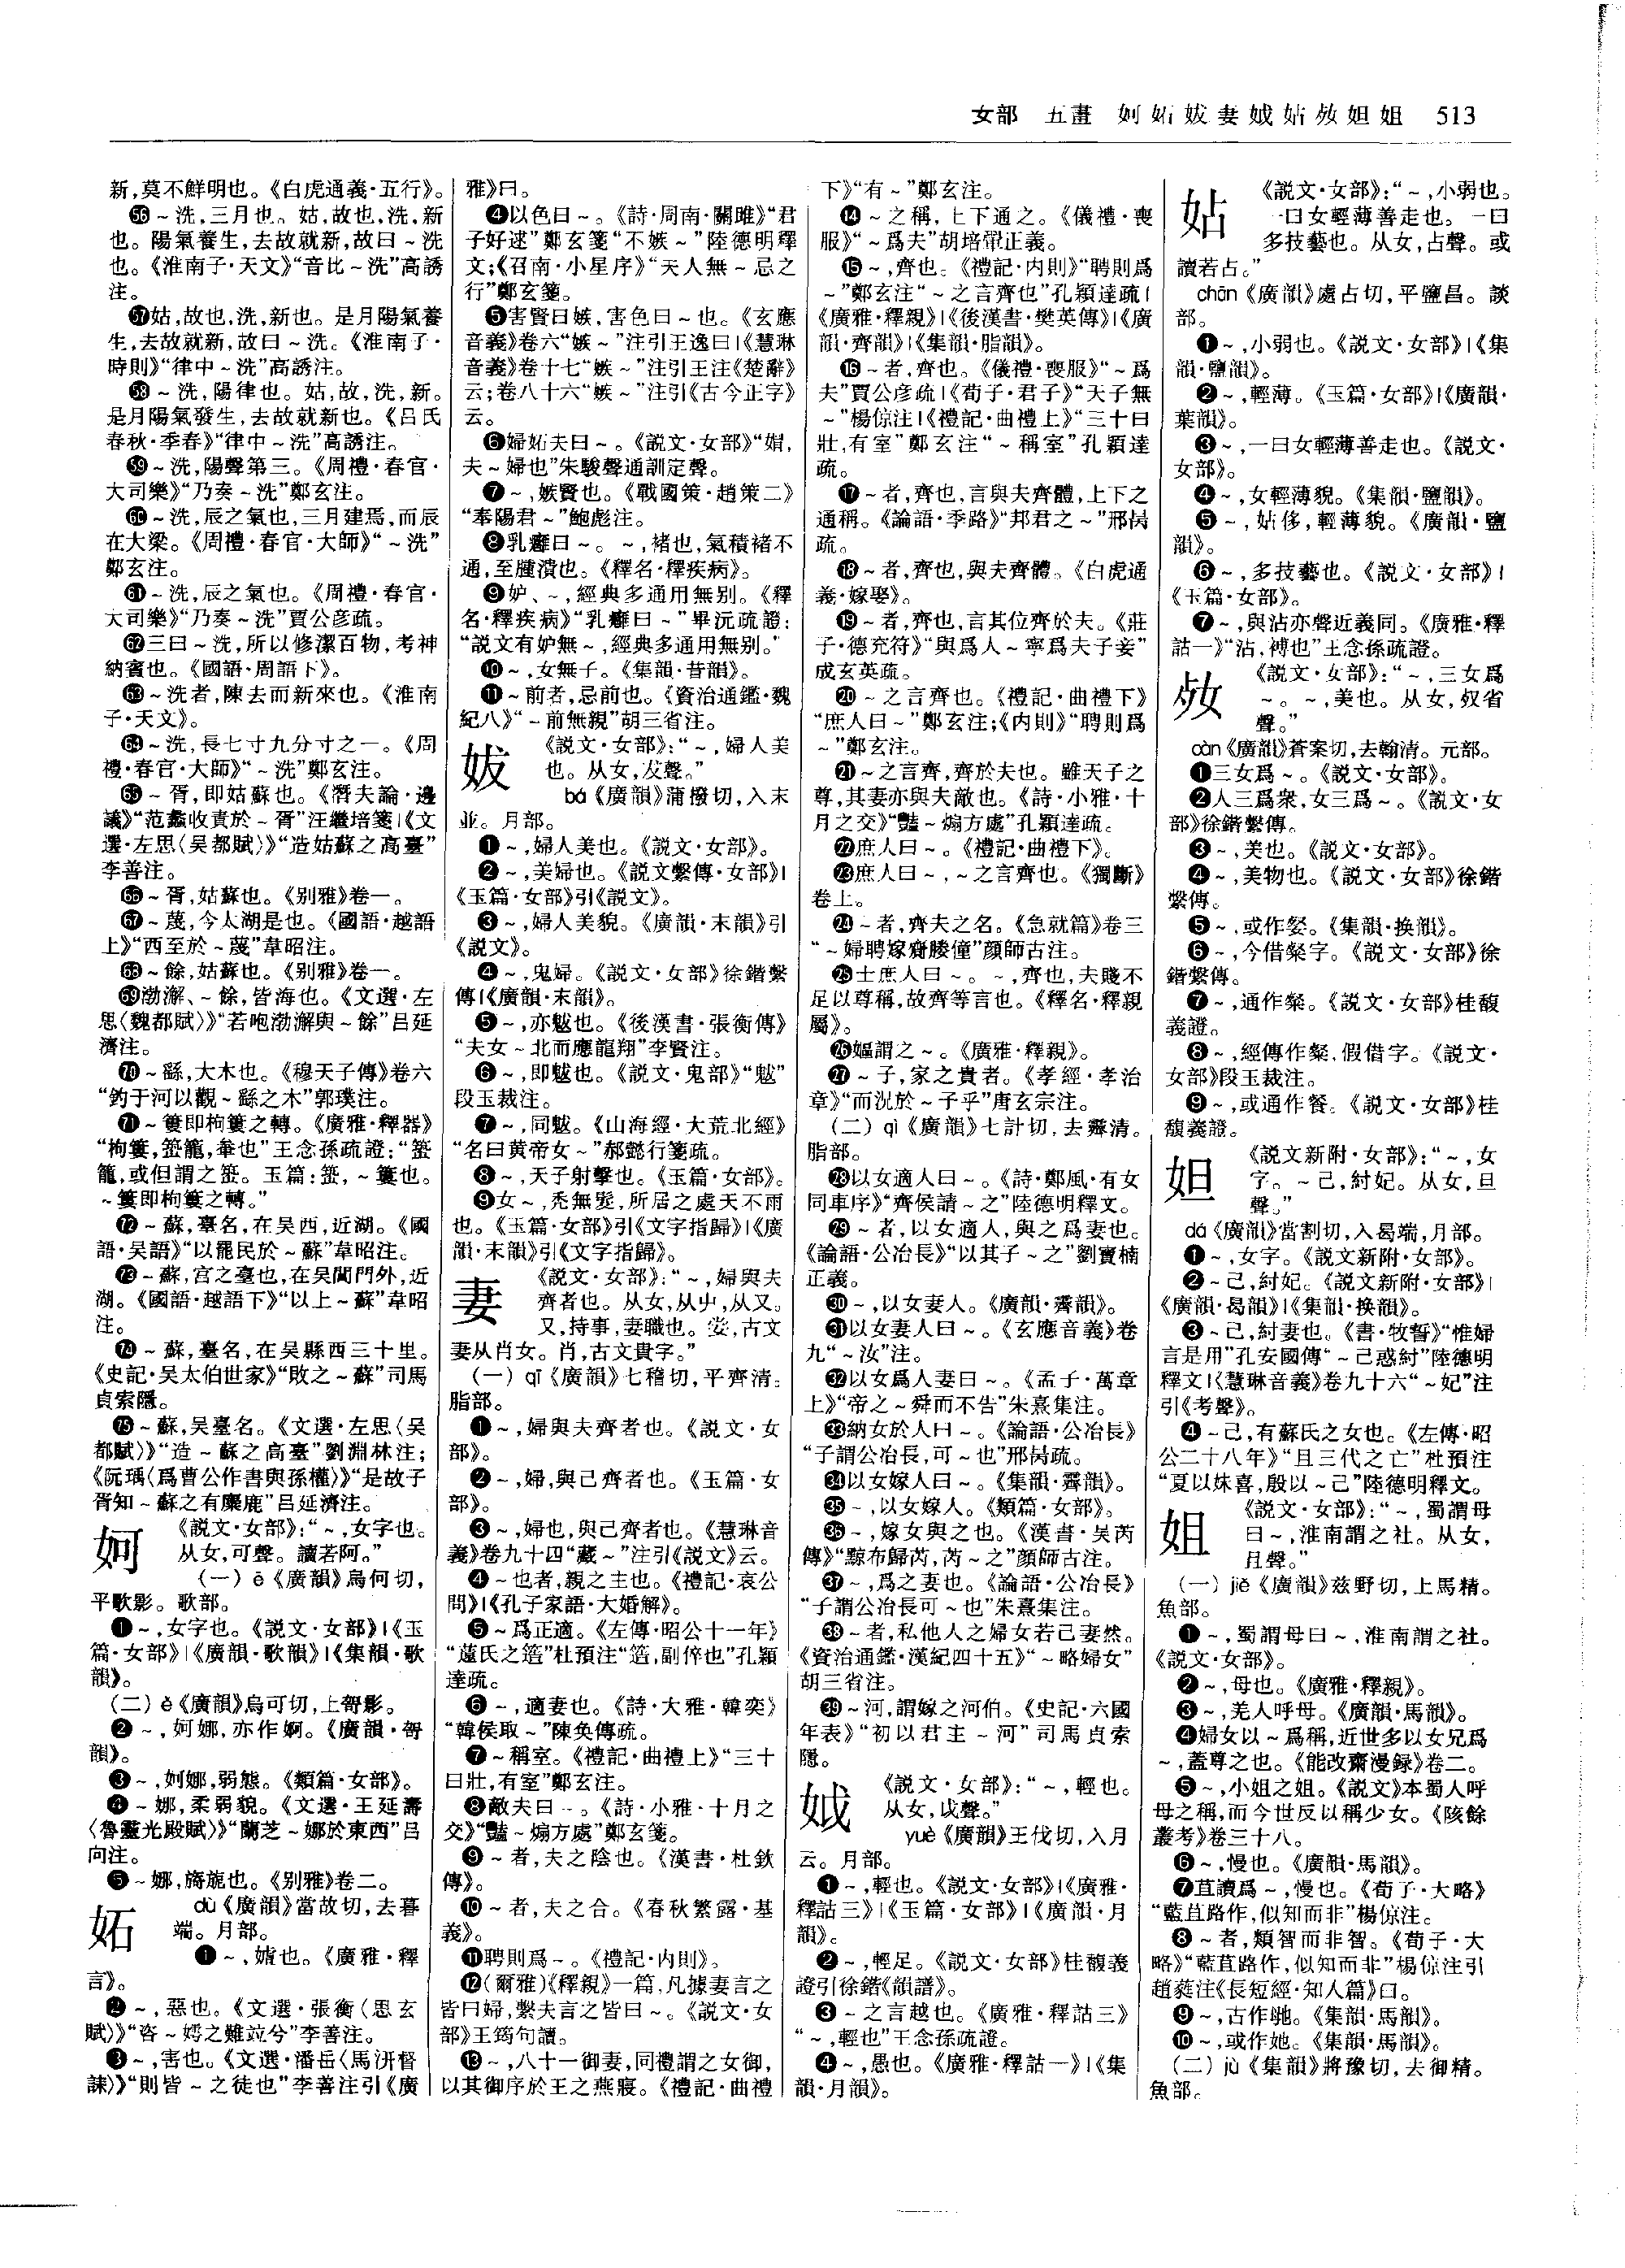 女部 五畫 妸妬妭妻娀姑㚢妲姐 513
新,莫不鮮明也。《白虎通義·五行》。
56～洗,三月也。姑,故也,洗,新
也。陽氣養生,去故就新,故曰～洗
也。《淮南子·天文》“音比～洗”高誘
注。
57姑,故也,洗,新也。是月陽氣養
生,去故就新,故曰～洗。《淮南子·
時則》“律中～洗”高誘注。
58～洗,陽律也。姑,故,洗,新。
是月陽氣發生,去故就新也。《吕氏
春秋·季春》“律中～洗”高誘注。
59～洗,陽聲第三。《周禮·春官·
大司樂》“乃奏～洗”鄭玄注。
60～洗,辰之氣也,三月建焉,而辰
在大梁。《周禮·春官·大師》“～洗”
鄭玄注。
61～洗,辰之氣也。《周禮·春官·
大司樂》“乃奏～洗”賈公彦疏。
62三曰～洗,所以修潔百物,考神
納賓也。《國語·周語下》。
63～洗者,陳去而新來也。《淮南
子·天文》。
64～洗,長七寸九分寸之一。《周
禮·春官·大師》“～洗”鄭玄注。
65～胥,即姑蘇也。《潛夫論·邊
議》“范蠡收責於～胥”汪繼培箋|《文
選·左思〈吴都賦〉》“造姑蘇之高臺”
李善注。
66～胥,姑蘇也。《别雅》卷一。
67～蔑,今太湖是也。《國語·越語
上》“西至於～蔑”韋昭注。
68～餘,姑蘇也。《别雅》卷一。
69渤澥、～餘,皆海也。《文選·左
思〈魏都賦〉》“若咆渤澥與～餘”吕延
濟注。
70～繇,大木也。《穆天子傳》卷六
“釣于河以觀～繇之木”郭璞注。
71～簍即枸簍之轉。《廣雅·釋器》
“枸簍,筌籠,軬也”王念孫疏證:“筌
籠,或但謂之筌。玉篇:筌,～簍也。
～簍即枸簍之轉。”
72～蘇,臺名,在吴西,近湖。《國
語·吴語》“以罷民於～蘇”韋昭注。
73～蘇,宫之臺也,在吴閶門外,近
湖。《國語·越語下》“以上～蘇”韋昭
注。
74～蘇,臺名,在吴縣西三十里。
《史記·吴太伯世家》“敗之～蘇”司馬
貞索隱。
75～蘇,吴臺名。《文選·左思〈吴
都賦〉》“造～蘇之高臺”劉淵林注;
《阮瑀〈爲曹公作書與孫權〉》“是故子
胥知～蘇之有麋鹿”吕延濟注。
妸 《説文·女部》:“～,女字也。
从女,可聲。讀若阿。”
(一)ē《廣韻》烏何切,
平歌影。歌部。
❶～,女字也。《説文·女部》|《玉
篇·女部》|《廣韻·歌韻》|《集韻·歌
韻》。
(二)ě《廣韻》烏可切,上哿影。
❷～,妸娜,亦作婀。《廣韻·哿
韻》。
❸～,妸娜,弱態。《類篇·女部》。
❹～娜,柔弱貌。《文選·王延壽
〈魯靈光殿賦〉》“蘭芝～娜於東西”吕
向注。
❺～娜,旖旎也。《别雅》卷二。
妬 dù《廣韻》當故切,去暮
端。月部。
❶～,媢也。《廣雅·釋
言》。
❷～,惡也。《文選·張衡〈思玄
賦〉》“咨～嫮之難竝兮”李善注。
❸～,害也。《文選·潘岳〈馬汧督
誄〉》“則皆～之徒也”李善注引《廣
雅》曰。
❹以色曰～。《詩·周南·關雎》“君
子好逑”鄭玄箋“不嫉～”陸德明釋
文;《召南·小星序》“夫人無～忌之
行”鄭玄箋。
❺害賢曰嫉,害色曰～也。《玄應
音義》卷六“嫉～”注引王逸曰|《慧琳
音義》卷十七“嫉～”注引王注《楚辭》
云;卷八十六“嫉～”注引《古今正字》
云。
❻婦妬夫曰～。《説文·女部》“媢,
夫～婦也”朱駿聲通訓定聲。
❼～,嫉賢也。《戰國策·趙策二》
“奉陽君～”鮑彪注。
❽乳癰曰～。～,褚也,氣積褚不
通,至腫潰也。《釋名·釋疾病》。
❾妒、～,經典多通用無别。《釋
名·釋疾病》“乳癰曰～”畢沅疏證:
“説文有妒無～,經典多通用無别。”
❿～,女無子。《集韻·昔韻》。
⓫～前者,忌前也。《資治通鑑·魏
紀八》“～前無親”胡三省注。
妭 《説文·女部》:“～,婦人美
也。从女,犮聲。”
bá《廣韻》蒲撥切,入末
並。月部。
❶～,婦人美也。《説文·女部》。
❷～,美婦也。《説文繫傳·女部》|
《玉篇·女部》引《説文》。
❸～,婦人美貌。《廣韻·末韻》引
《説文》。
❹～,鬼婦。《説文·女部》徐鍇繫
傳|《廣韻·末韻》。
❺～,亦魃也。《後漢書·張衡傳》
“夫女～北而應龍翔”李賢注。
❻～,即魃也。《説文·鬼部》“魃”
段玉裁注。
❼～,同魃。《山海經·大荒北經》
“名曰黄帝女～”郝懿行箋疏。
❽～,天子射擊也。《玉篇·女部》。
❾女～,禿無髮,所居之處天不雨
也。《玉篇·女部》引《文字指歸》|《廣
韻·末韻》引《文字指歸》。
妻 《説文·女部》:“～,婦與夫
齊者也。从女,从屮,从又。
又,持事,妻職也。㚣,古文
妻从肖女。肖,古文貴字。”
(一)qī《廣韻》七稽切,平齊清。
脂部。
❶～,婦與夫齊者也。《説文·女
部》。
❷～,婦,與己齊者也。《玉篇·女
部》。
❸～,婦也,與己齊者也。《慧琳音
義》卷九十四“藏～”注引《説文》云。
❹～也者,親之主也。《禮記·哀公
問》|《孔子家語·大婚解》。
❺～爲正適。《左傳·昭公十一年》
“薳氏之簉”杜預注“簉,副倅也”孔穎
達疏。
❻～,適妻也。《詩·大雅·韓奕》
“韓侯取～”陳奂傳疏。
❼～稱室。《禮記·曲禮上》“三十
曰壯,有室”鄭玄注。
❽敵夫曰～。《詩·小雅·十月之
交》“豔～煽方處”鄭玄箋。
❾～者,夫之陰也。《漢書·杜欽
傳》。
❿～者,夫之合。《春秋繁露·基
義》。
⓫聘則爲～。《禮記·内則》。
⓬(爾雅)《釋親》一篇,凡據妻言之
皆曰婦,繫夫言之皆曰～。《説文·女
部》王筠句讀。
⓭～,八十一御妻,同禮謂之女御,
以其御序於王之燕寢。《禮記·曲禮
下》“有～”鄭玄注。
⓮～之稱,上下通之。《儀禮·喪
服》“～爲夫”胡培翬正義。
⓯～,齊也。《禮記·内則》“聘則爲
～”鄭玄注“～之言齊也”孔穎達疏|
《廣雅·釋親》|《後漢書·樊英傳》|《廣
韻·齊韻》|《集韻·脂韻》。
⓰～者,齊也。《儀禮·喪服》“～爲
夫”賈公彦疏|《荀子·君子》“天子無
～”楊倞注|《禮記·曲禮上》“三十曰
壯,有室”鄭玄注“～稱室”孔穎達
疏。
⓱～者,齊也,言與夫齊體,上下之
通稱。《論語·季路》“邦君之～”邢昺
疏。
⓲～者,齊也,與夫齊體。《白虎通
義·嫁娶》。
⓳～者,齊也,言其位齊於夫。《莊
子·德充符》“與爲人～寧爲夫子妾”
成玄英疏。
⓴～之言齊也。《禮記·曲禮下》
“庶人曰～”鄭玄注;《内則》“聘則爲
～”鄭玄注。
21～之言齊,齊於夫也。雖天子之
尊,其妻亦與夫敵也。《詩·小雅·十
月之交》“豔～煽方處”孔穎達疏。
22庶人曰～。《禮記·曲禮下》。
23庶人曰～,～之言齊也。《獨斷》
卷上。
24～者,齊夫之名。《急就篇》卷三
“～婦聘嫁齎媵僮”顔師古注。
25士庶人曰～。～,齊也,夫賤不
足以尊稱,故齊等言也。《釋名·釋親
屬》。
26嫗謂之～。《廣雅·釋親》。
27～子,家之貴者。《孝經·孝治
章》“而況於～子乎”唐玄宗注。
(二)qì《廣韻》七計切,去霽清。
脂部。
28以女適人曰～。《詩·鄭風·有女
同車序》“齊侯請～之”陸德明釋文。
29～者,以女適人,與之爲妻也。
《論語·公冶長》“以其子～之”劉寶楠
正義。
30～,以女妻人。《廣韻·霽韻》。
31以女妻人曰～。《玄應音義》卷
九“～汝”注。
32以女爲人妻曰～。《孟子·萬章
上》“帝之～舜而不告”朱熹集注。
33納女於人曰～。《論語·公冶長》
“子謂公冶長,可～也”邢昺疏。
34以女嫁人曰～。《集韻·霽韻》。
35～,以女嫁人。《類篇·女部》。
36～,嫁女與之也。《漢書·吴芮
傳》“黥布歸芮,芮～之”顔師古注。
37～,爲之妻也。《論語·公冶長》
“子謂公冶長可～也”朱熹集注。
38～者,私他人之婦女若己妻然。
《資治通鑑·漢紀四十五》“～略婦女”
胡三省注。
39～河,謂嫁之河伯。《史記·六國
年表》“初以君主～河”司馬貞索
隱。
娀 《説文·女部》:“～,輕也。
从女,戉聲。”
yuè《廣韻》王伐切,入月
云。月部。
❶～,輕也。《説文·女部》|《廣雅·
釋詁三》|《玉篇·女部》|《廣韻·月
韻》。
❷～,輕足。《説文·女部》桂馥義
證引徐鍇《韻譜》。
❸～之言越也。《廣雅·釋詁三》
“～,輕也”王念孫疏證。
❹～,愚也。《廣雅·釋詁一》|《集
韻·月韻》。
姑 《説文·女部》:“～,小弱也。
一曰女輕薄善走也。一曰
多技藝也。从女,占聲。或
讀若占。”
chān《廣韻》處占切,平鹽昌。談
部。
❶～,小弱也。《説文·女部》|《集
韻·鹽韻》。
❷～,輕薄。《玉篇·女部》|《廣韻·
葉韻》。
❸～,一曰女輕薄善走也。《説文·
女部》。
❹～,女輕薄貌。《集韻·鹽韻》。
❺～,姑侈,輕薄貌。《廣韻·鹽
韻》。
❻～,多技藝也。《説文·女部》|
《玉篇·女部》。
❼～,與沾亦聲近義同。《廣雅·釋
詁一》“沾,䙏也”王念孫疏證。
㚢 《説文·女部》:“～,三女爲
～。～,美也。从女,奴省
聲。”
càn《廣韻》蒼案切,去翰清。元部。
❶三女爲～。《説文·女部》。
❷人三爲衆,女三爲～。《説文·女
部》徐鍇繫傳。
❸～,美也。《説文·女部》。
❹～,美物也。《説文·女部》徐鍇
繫傳。
❺～,或作㛑。《集韻·换韻》。
❻～,今借粲字。《説文·女部》徐
鍇繫傳。
❼～,通作粲。《説文·女部》桂馥
義證。
❽～,經傳作粲,假借字。《説文·
女部》段玉裁注。
❾～,或通作餐。《説文·女部》桂
馥義證。
妲 《説文新附·女部》:“～,女
字。～己,紂妃。从女,旦
聲。”
dá《廣韻》當割切,入曷端,月部。
❶～,女字。《説文新附·女部》。
❷～己,紂妃。《説文新附·女部》|
《廣韻·曷韻》|《集韻·换韻》。
❸～己,紂妻也。《書·牧誓》“惟婦
言是用”孔安國傳“～己惑紂”陸德明
釋文|《慧琳音義》卷九十六“～妃”注
引《考聲》。
❹～己,有蘇氏之女也。《左傳·昭
公二十八年》“且三代之亡”杜預注
“夏以妺喜,殷以～己”陸德明釋文。
姐 《説文·女部》:“～,蜀謂母
曰～,淮南謂之社。从女,
且聲。”
(一)jiě《廣韻》兹野切,上馬精。
魚部。
❶～,蜀謂母曰～,淮南謂之社。
《説文·女部》。
❷～,母也。《廣雅·釋親》。
❸～,羌人呼母。《廣韻·馬韻》。
❹婦女以～爲稱,近世多以女兄爲
～,蓋尊之也。《能改齋漫録》卷二。
❺～,小姐之姐。《説文》本蜀人呼
母之稱,而今世反以稱少女。《陔餘
叢考》卷三十八。
❻～,慢也。《廣韻·馬韻》。
❼苴讀爲～,慢也。《荀子·大略》
“藍苴路作,似知而非”楊倞注。
❽～者,類智而非智。《荀子·大
略》“藍苴路作,似知而非”楊倞注引
趙蕤注《長短經·知人篇》曰。
❾～,古作毑。《集韻·馬韻》。
❿～,或作她。《集韻·馬韻》。
(二)jù《集韻》將豫切,去御精。
魚部。